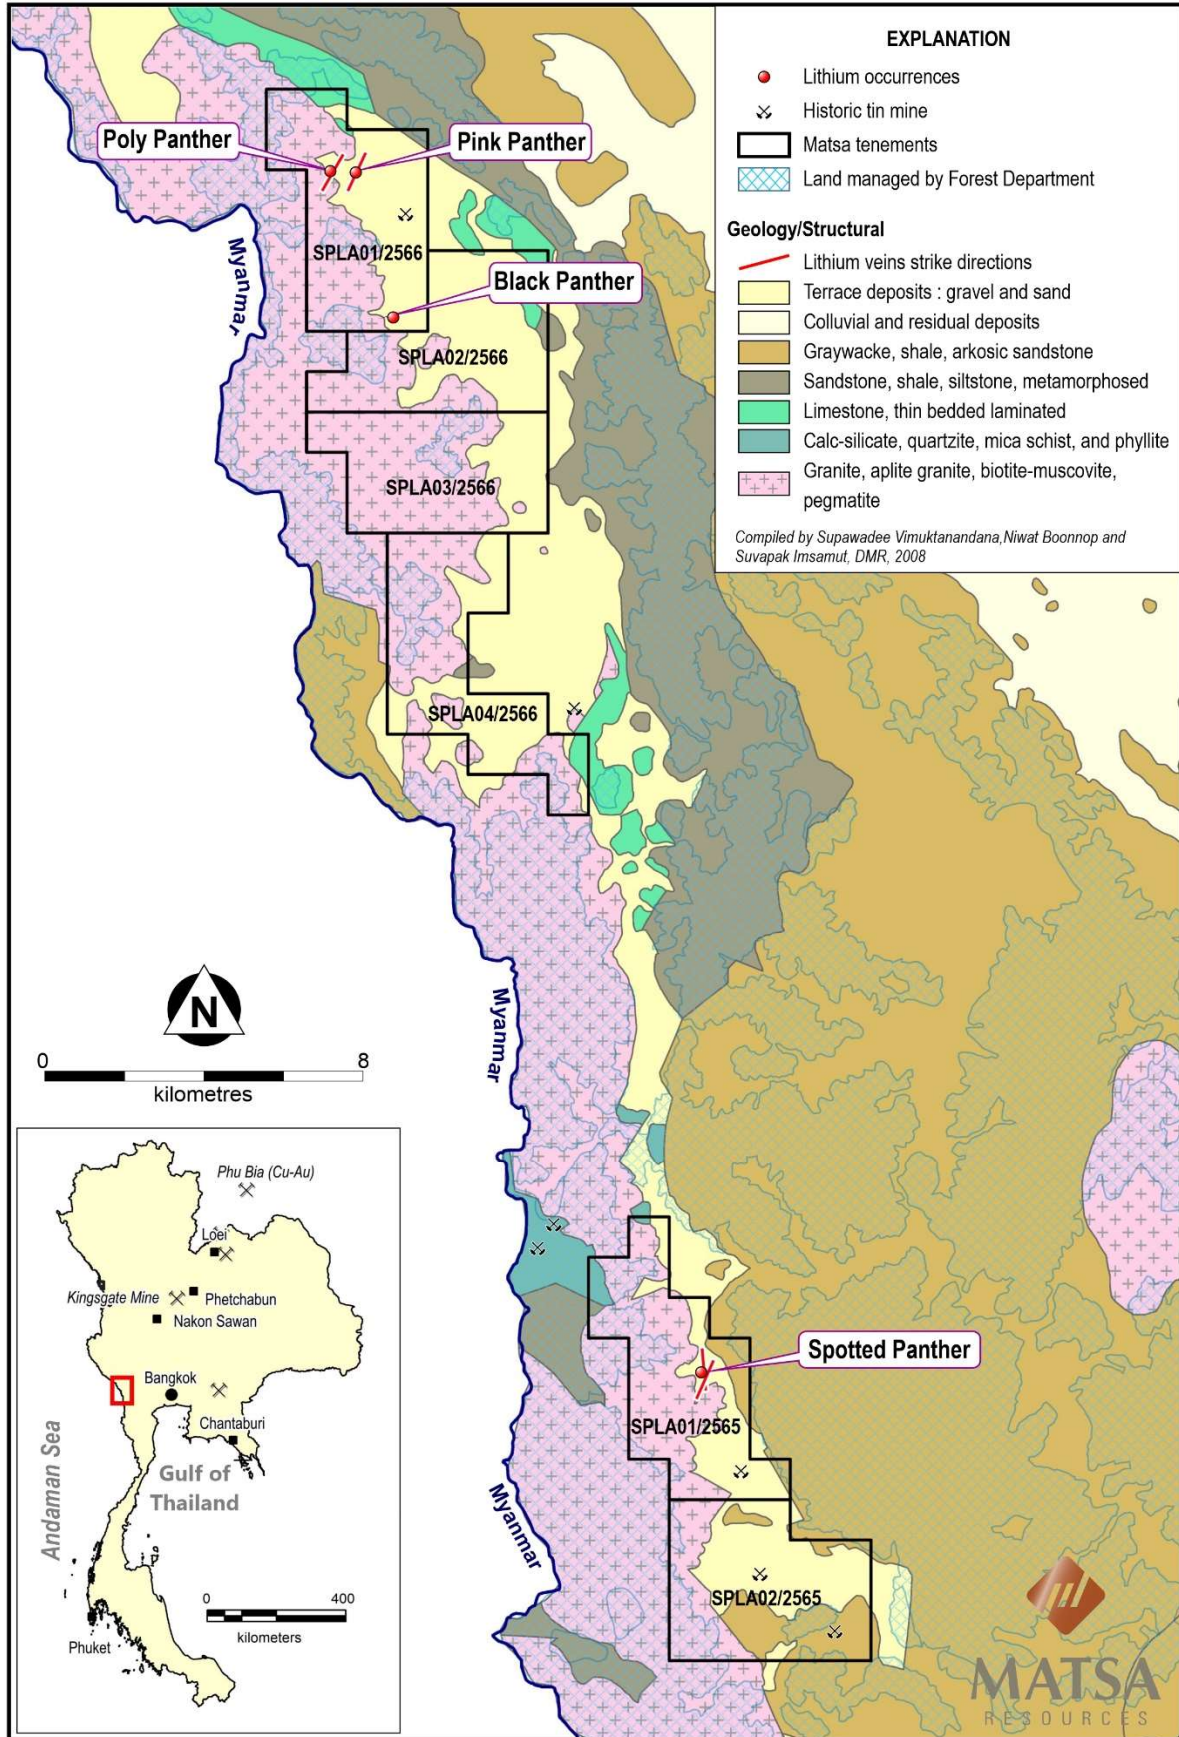 EXPLANATION
Lithium occurrences
Historic tin mine
Matsa tenements
Land managed by Forest Department
Geology/Structural
Lithium veins strike directions
Terrace deposits : gravel and sand
Colluvial and residual deposits
Graywacke, shale, arkosic sandstone
Sandstone, shale, siltstone, metamorphosed
Limestone, thin bedded laminated
Calc-silicate, quartzite, mica schist, and phyllite
Granite, aplite granite, biotite-muscovite,
pegmatite
Compiled by Supawadee Vimuktanandana,Niwat Boonnop and
Suvapak Imsamut, DMR, 2008
Poly Panther
Pink Panther
Myanmar
SPLA01/2566
Black Panther
SPLA02/2566
SPLA03/2566
SPLA04/2566
Myanmar
N
0 8
kilometres
Spotted Panther
SPLA01/2565
Myanmar
SPLA02/2565
Phu Bia (Cu-Au)
Loei
Kingsgate Mine
Phetchabun
Nakon Sawan
Bangkok
Chantaburi
Andaman Sea
Gulf of
Thailand
0 400
kilometers
Phuket
MATSA
RESOURCES